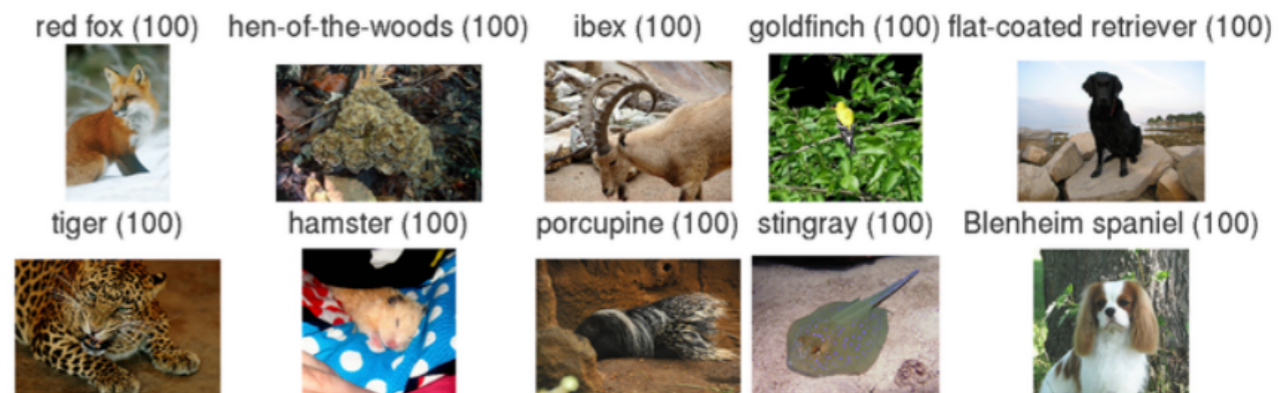 red fox (100) hen-of-the-woods (100) ibex (100) goldfinch (100) flat-coated retriever (100)
tiger (100) hamster (100) porcupine (100) stingray (100) Blenheim spaniel (100)